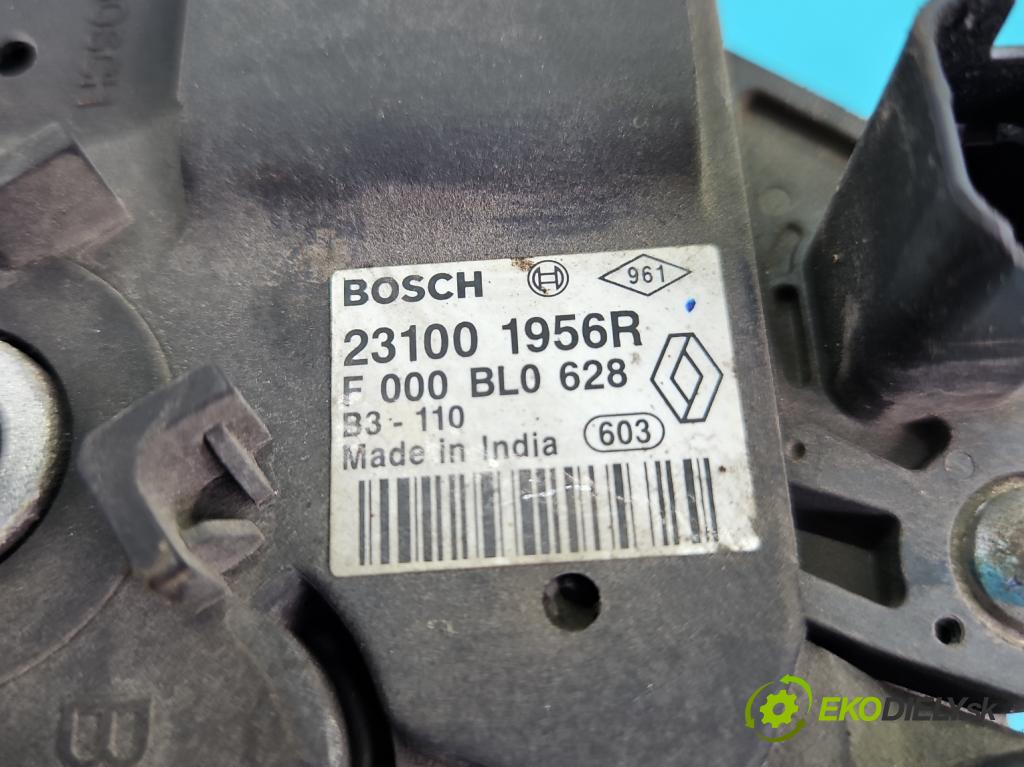 BOSCH
961
23100 1956R
F 000 BL0 628
B3 - 110
603
Made in India
B
EKODIELY.sk